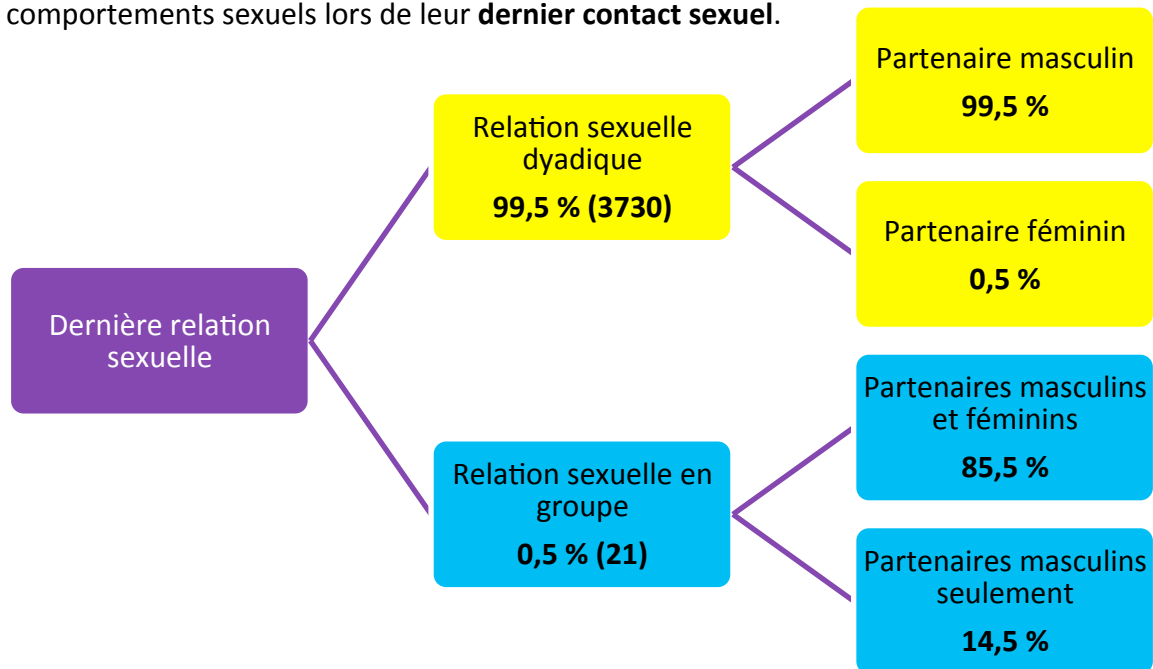 comportements sexuels lors de leur dernier contact sexuel.
Partenaire masculin
99,5 %
Relation sexuelle
dyadique
99,5 % (3730)
Partenaire féminin
0,5 %
Dernière relation
sexuelle
Partenaires masculins
et féminins
85,5 %
Relation sexuelle en
groupe
0,5 % (21)
Partenaires masculins
seulement
14,5 %